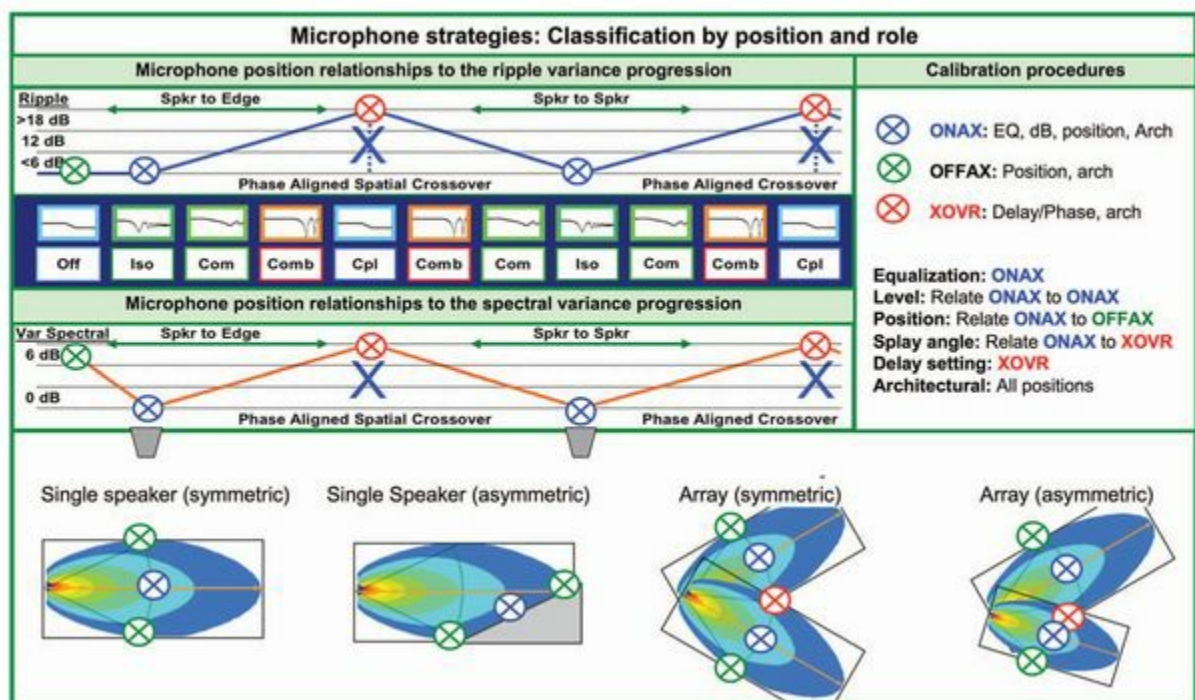 Microphone strategies: Classification by position and role
Microphone position relationships to the ripple variance progression
Calibration procedures
Ripple
Spkr to Edge
Spkr to Spkr
>18 dB
12 dB
<6 dB
Phase Aligned Spatial Crossover
Phase Aligned Crossover
ONAX: EQ, dB, position, Arch
OFFAX: Position, arch
XOVR: Delay/Phase, arch
Off Iso Com Comb Cpl Comb Com Iso Com Comb Cpl
Equalization: ONAX
Level: Relate ONAX to ONAX
Position: Relate ONAX to OFFAX
Splay angle: Relate ONAX to XOVR
Delay setting: XOVR
Architectural: All positions
Microphone position relationships to the spectral variance progression
Var Spectral
Spkr to Edge
Spkr to Spkr
6 dB
0 dB
Phase Aligned Spatial Crossover
Phase Aligned Crossover
Single speaker (symmetric)
Single Speaker (asymmetric)
Array (symmetric)
Array (asymmetric)